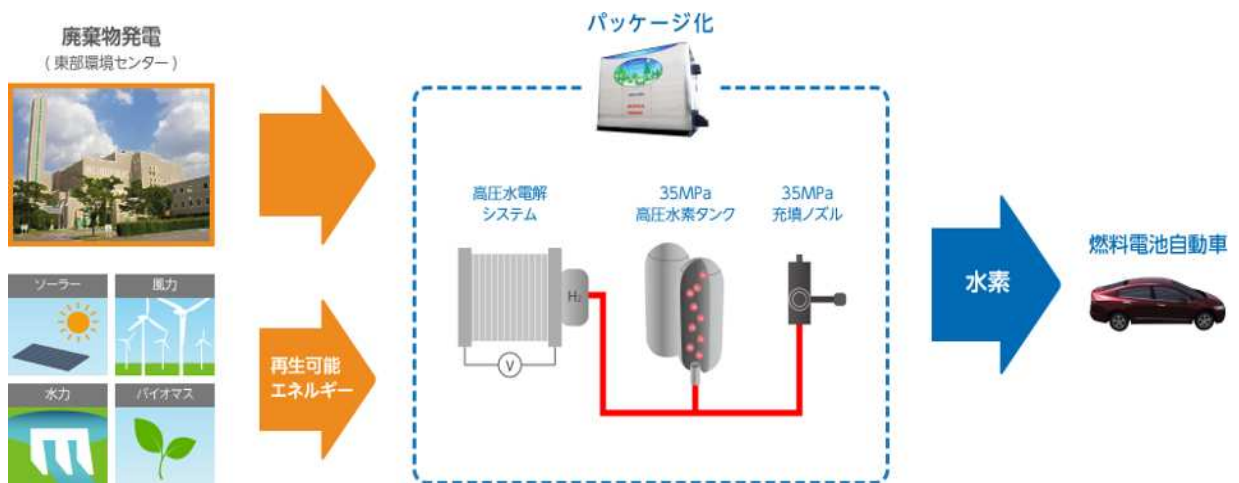 廃棄物発電
(東部環境センター)
ソーラー
風力
水力
バイオマス
再生可能
エネルギー
パッケージ化
高圧水電解
システム
H₂
V
35MPa
高圧水素タンク
35MPa
充填ノズル
水素
燃料電池自動車